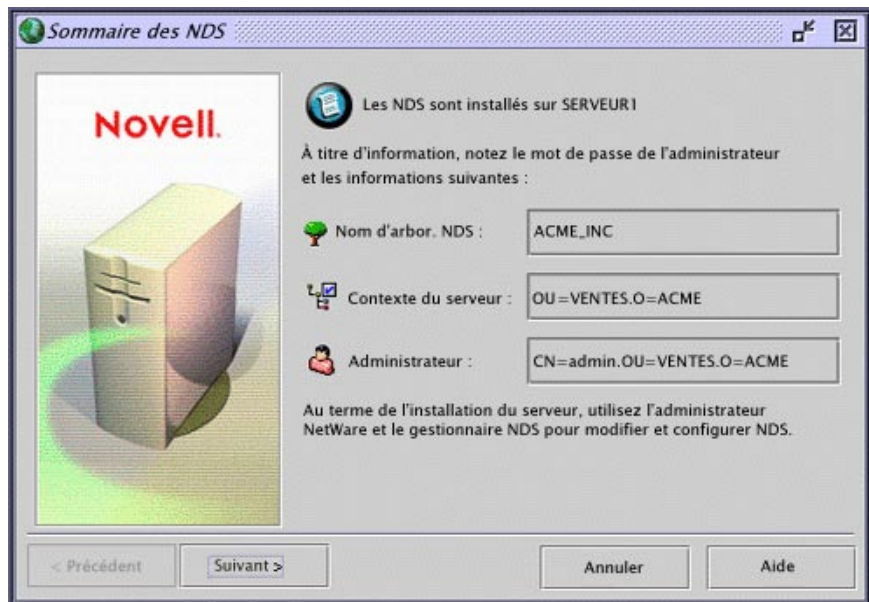 Sommaire des NDS
Novell.
Les NDS sont installés sur SERVEUR1
À titre d'information, notez le mot de passe de l'administrateur
et les informations suivantes :
Nom d'arbor. NDS :
ACME_INC
Contexte du serveur :
OU=VENTES.O=ACME
Administrateur :
CN=admin.OU=VENTES.O=ACME
Au terme de l'installation du serveur, utilisez l'administrateur
NetWare et le gestionnaire NDS pour modifier et configurer NDS.
< Précédent
Suivant >
Annuler
Aide